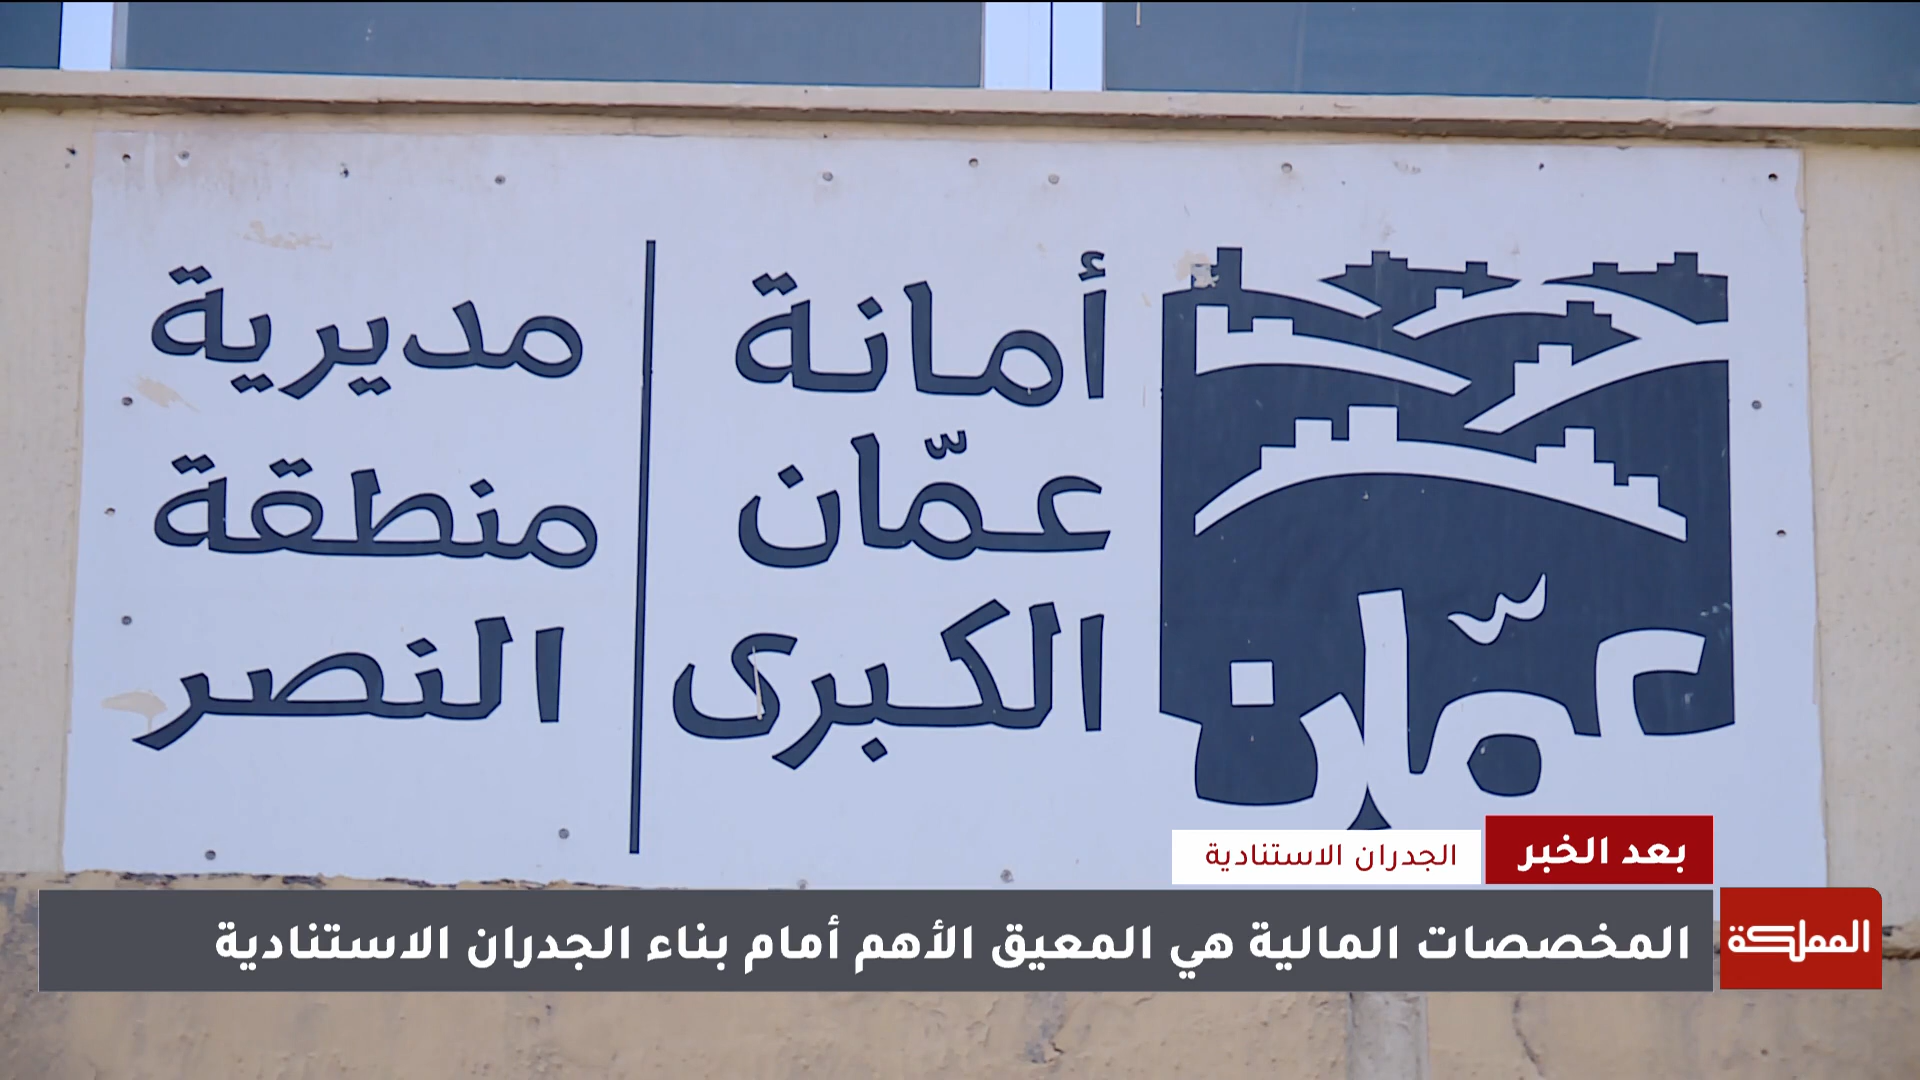 عمّان
أمانة
عمّان
الكبرى
مديرية
منطقة
النصر
بعد الخبر
الجدران الاستنادية
المملكة
المخصصات المالية هي المعيق الأهم أمام بناء الجدران الاستنادية